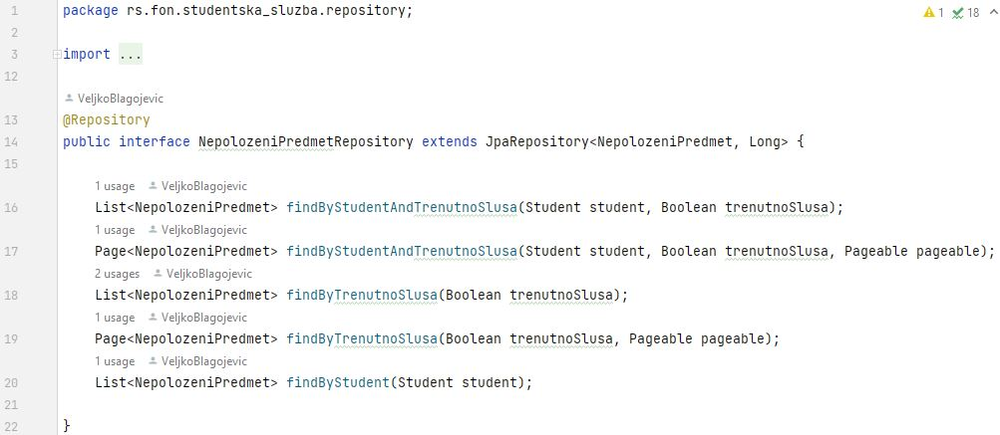 1 package rs.fon.studentska_sluzba.repository;
1 18
2
3 import ...
12
VeljkoBlagojevic
13 @Repository
14 public interface NepolozeniPredmetRepository extends JpaRepository<NepolozeniPredmet, Long> {
15
1 usage VeljkoBlagojevic
16 List<NepolozeniPredmet> findByStudentAndTrenutnoSlusa(Student student, Boolean trenutnoSlusa);
1 usage VeljkoBlagojevic
17 Page<NepolozeniPredmet> findByStudentAndTrenutnoSlusa(Student student, Boolean trenutnoSlusa, Pageable pageable);
2 usages VeljkoBlagojevic
18 List<NepolozeniPredmet> findByTrenutnoSlusa(Boolean trenutnoSlusa);
1 usage VeljkoBlagojevic
19 Page<NepolozeniPredmet> findByTrenutnoSlusa(Boolean trenutnoSlusa, Pageable pageable);
1 usage VeljkoBlagojevic
20 List<NepolozeniPredmet> findByStudent(Student student);
21
22 }